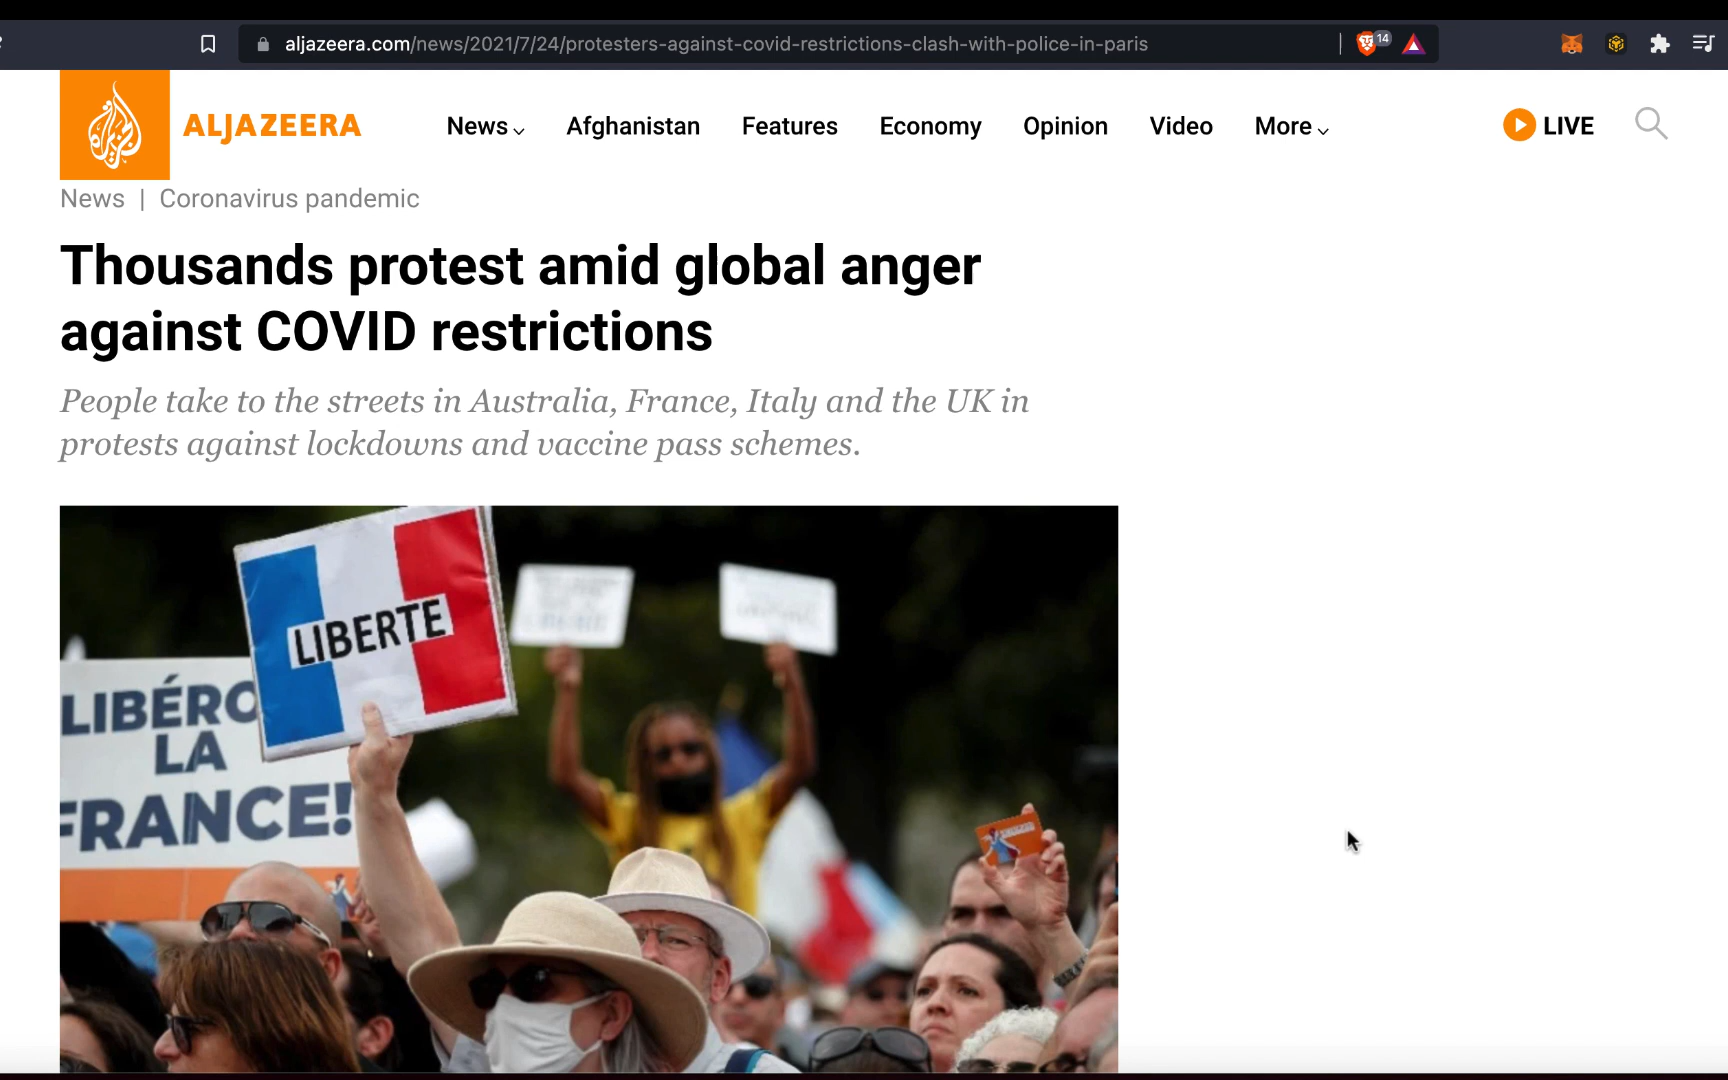 aljazeera.com/news/2021/7/24/protesters-against-covid-restrictions-clash-with-police-in-paris
14
ALJAZEERA
News
Afghanistan
Features
Economy
Opinion
Video
More
LIVE
News | Coronavirus pandemic
Thousands protest amid global anger
against COVID restrictions
People take to the streets in Australia, France, Italy and the UK in
protests against lockdowns and vaccine pass schemes.
LIBERTE
LIBÉRO
LA
FRANCE!